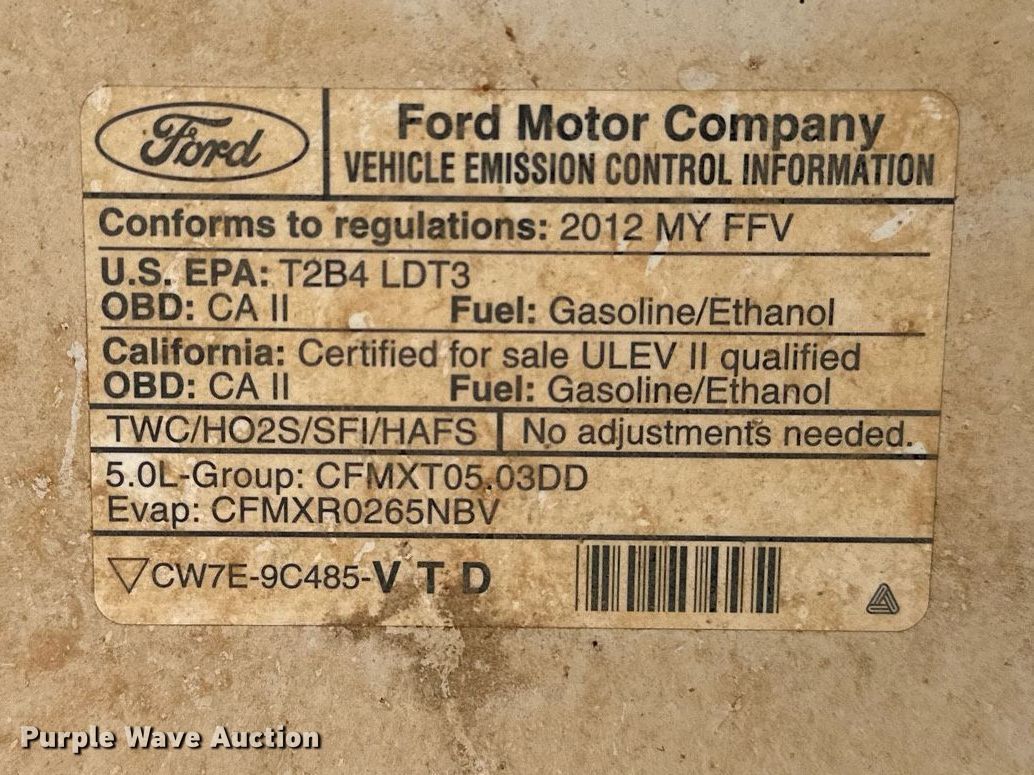 Ford
Ford Motor Company
VEHICLE EMISSION CONTROL INFORMATION
Conforms to regulations: 2012 MY FFV
U.S. EPA: T2B4 LDT3
OBD: CA II Fuel: Gasoline/Ethanol
California: Certified for sale ULEV II qualified
OBD: CA II Fuel: Gasoline/Ethanol
TWC/HO2S/SFI/HAFS No adjustments needed.
5.0L-Group: CFMXT05.03DD
Evap: CFMXR0265NBV
CW7E-9C485-V T D
Purple Wave Auction